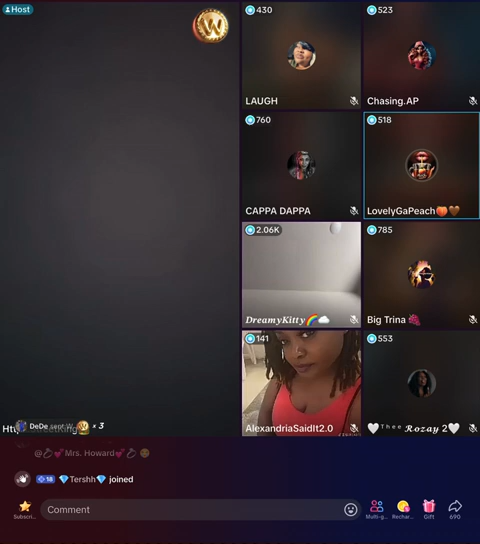 Host
W
430
LAUGH
523
Chasing.AP
760
CAPPA DAPPA
518
LovelyGaPeach🍑🤎
2.06K
DreamyKitty🌈☁️
785
Big Trina 🍇
141
AlexandriaSaidIt2.0
553
🤍ᵀʰᵉᵉ 𝓡𝓸𝔃𝓪𝔂 2🤍
DeDe sent W
x 3
@💍💕Mrs. Howard💕💍
18 💎Tershh💎 joined
Subscri...
Comment
Multi-g...
Rechar...
Gift
690